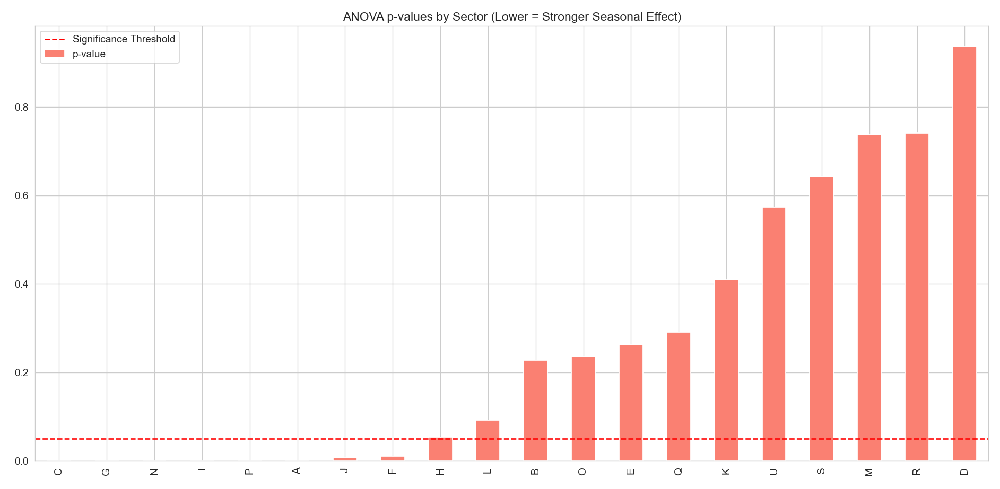 ANOVA p-values by Sector (Lower = Stronger Seasonal Effect)
Significance Threshold
p-value
0.8
0.6
0.4
0.2
0.0
C G N I P A J F H L B O E Q K U S M R D